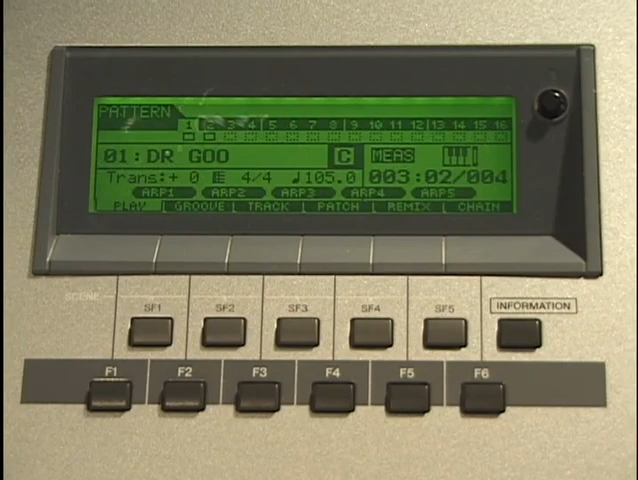 PATTERN
1 2 3 4 5 6 7 8 9 10 11 12 13 14 15 16
01:DR GOO C MEAS
Trans:+ 0 4/4 ♩105.0 003:02/004
ARP1 ARP2 ARP3 ARP4 ARP5
PLAY GROOVE TRACK PATCH REMIX CHAIN
SCENE
SF1 SF2 SF3 SF4 SF5 INFORMATION
F1 F2 F3 F4 F5 F6